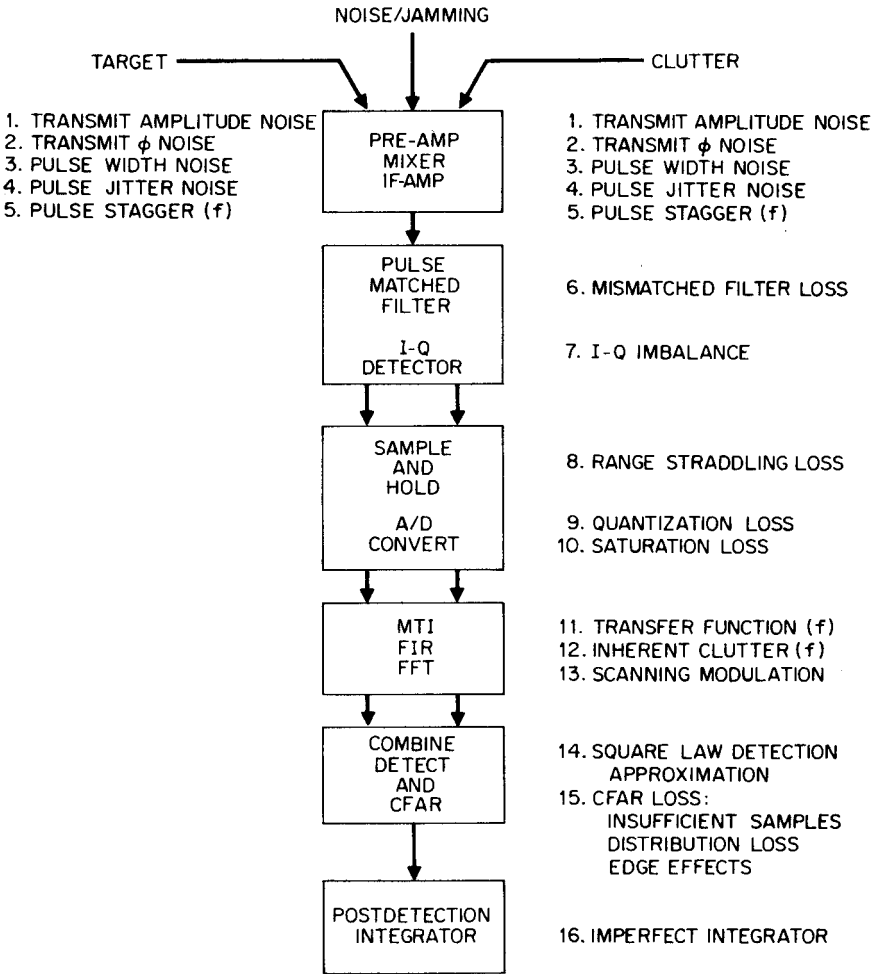 NOISE/JAMMING
TARGET
CLUTTER
1. TRANSMIT AMPLITUDE NOISE
2. TRANSMIT ϕ NOISE
3. PULSE WIDTH NOISE
4. PULSE JITTER NOISE
5. PULSE STAGGER (f)
PRE-AMP
MIXER
IF-AMP
1. TRANSMIT AMPLITUDE NOISE
2. TRANSMIT ϕ NOISE
3. PULSE WIDTH NOISE
4. PULSE JITTER NOISE
5. PULSE STAGGER (f)
PULSE
MATCHED
FILTER
6. MISMATCHED FILTER LOSS
I-Q
DETECTOR
7. I-Q IMBALANCE
SAMPLE
AND
HOLD
8. RANGE STRADDLING LOSS
A/D
CONVERT
9. QUANTIZATION LOSS
10. SATURATION LOSS
MTI
FIR
FFT
11. TRANSFER FUNCTION (f)
12. INHERENT CLUTTER (f)
13. SCANNING MODULATION
COMBINE
DETECT
AND
CFAR
14. SQUARE LAW DETECTION
APPROXIMATION
15. CFAR LOSS:
INSUFFICIENT SAMPLES
DISTRIBUTION LOSS
EDGE EFFECTS
POSTDETECTION
INTEGRATOR
16. IMPERFECT INTEGRATOR